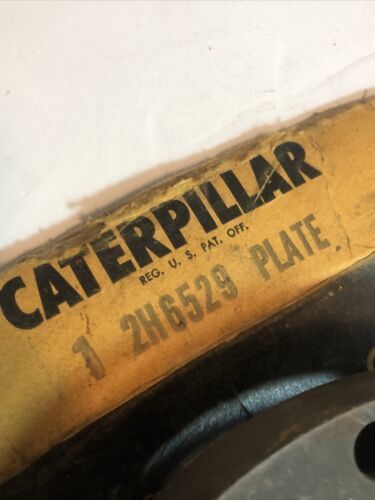 CATERPILLAR
REG. U. S. PAT. OFF.
1 2H6529 PLATE